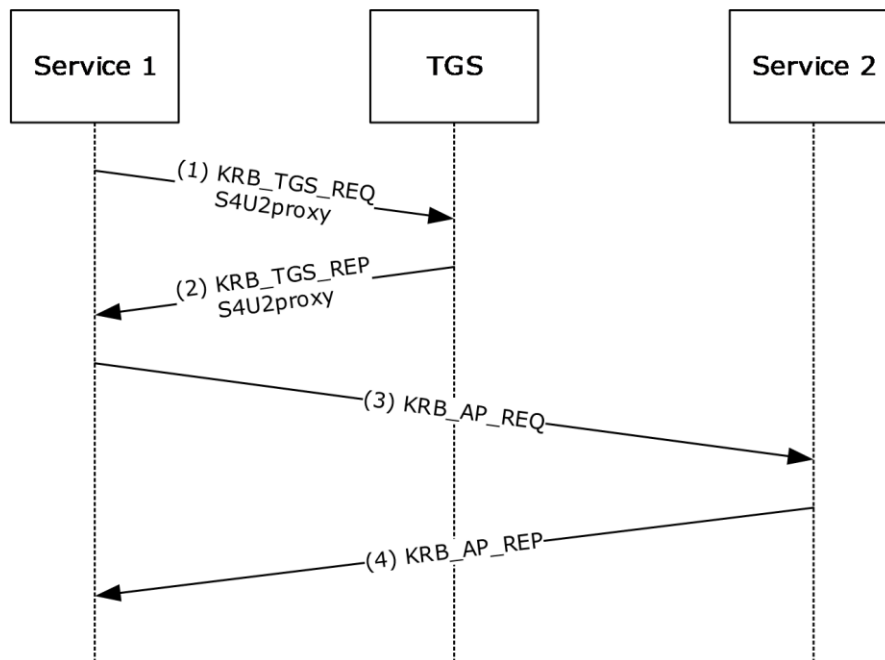 Service 1
TGS
Service 2
(1) KRB_TGS_REQ
S4U2proxy
(2) KRB_TGS_REP
S4U2proxy
(3) KRB_AP_REQ
(4) KRB_AP_REP